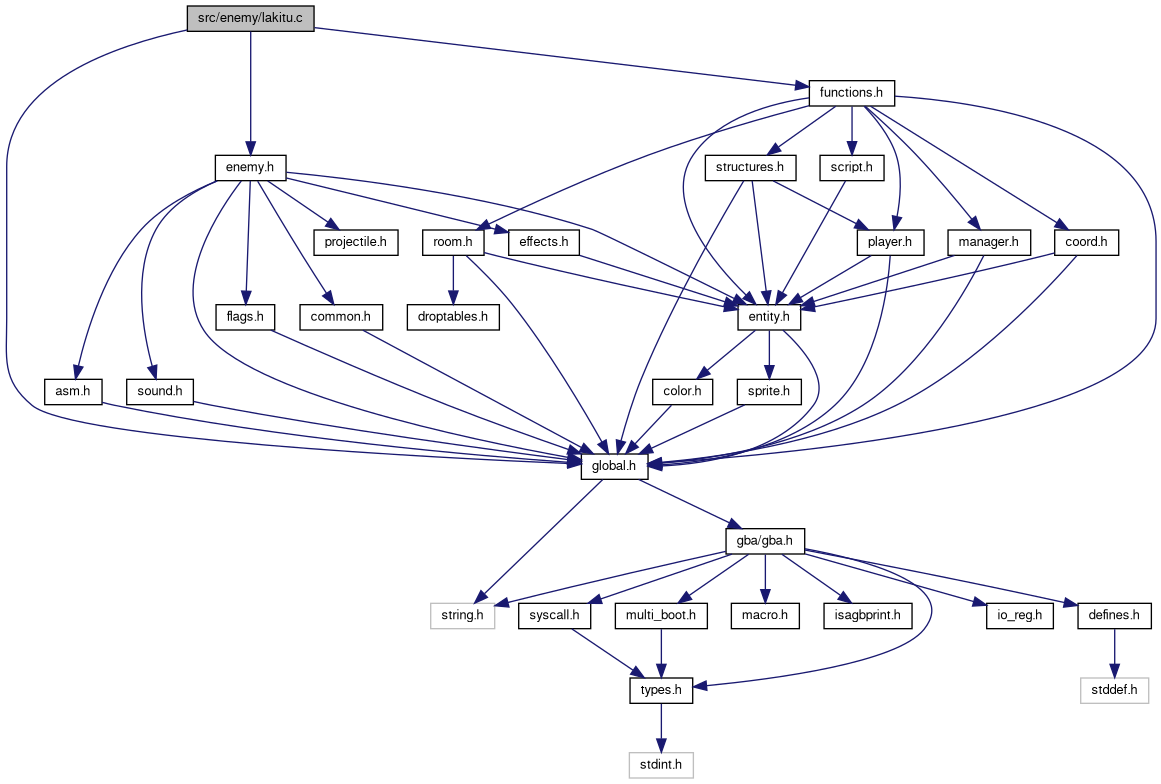 src/enemy/lakitu.c
functions.h
enemy.h
structures.h
script.h
projectile.h
room.h
effects.h
player.h
manager.h
coord.h
flags.h
common.h
droptables.h
entity.h
asm.h
sound.h
color.h
sprite.h
global.h
gba/gba.h
string.h
syscall.h
multi_boot.h
macro.h
isagbprint.h
io_reg.h
defines.h
types.h
stddef.h
stdint.h